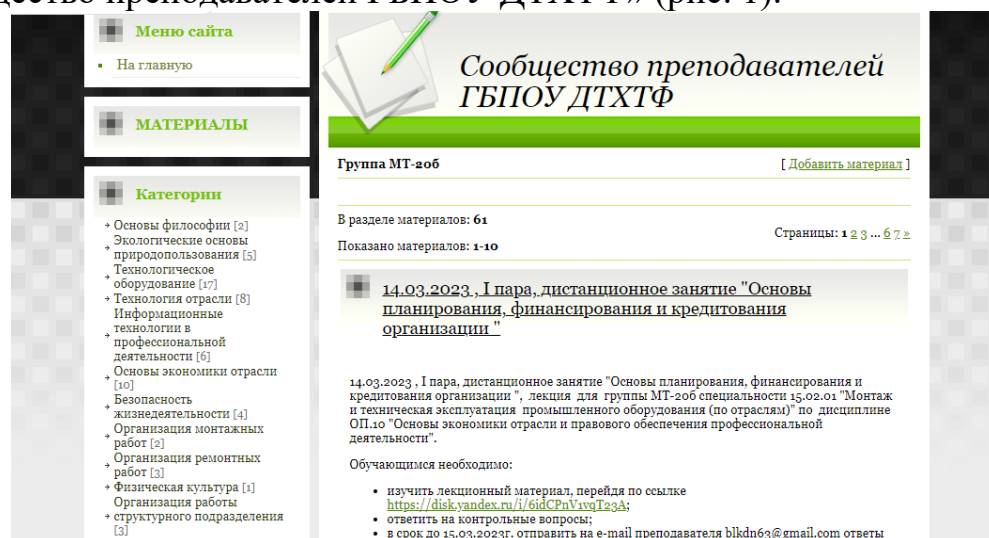 щество преподавателей ГБПОУ ДТХТФ» (рис. 1).
Меню сайта
На главную
МАТЕРИАЛЫ
Категории
Основы философии [2]
Экологические основы
природопользования [5]
Технологическое
оборудование [17]
Технология отрасли [8]
Информационные
технологии в
профессиональной
деятельности [6]
Основы экономики отрасли
[10]
Безопасность
жизнедеятельности [4]
Организация монтажных
работ [2]
Организация ремонтных
работ [3]
Физическая культура [1]
Организация работы
структурного подразделения
[3]
Сообщество преподавателей
ГБПОУ ДТХТФ
Группа МТ-20б [ Добавить материал ]
В разделе материалов: 61
Показано материалов: 1-10
Страницы: 1 2 3 ... 6 7 »
14.03.2023 , I пара, дистанционное занятие "Основы
планирования, финансирования и кредитования
организации "
14.03.2023 , I пара, дистанционное занятие "Основы планирования, финансирования и
кредитования организации ", лекция для группы МТ-20б специальности 15.02.01 "Монтаж
и техническая эксплуатация промышленного оборудования (по отраслям)" по дисциплине
ОП.10 "Основы экономики отрасли и правового обеспечения профессиональной
деятельности".
Обучающимся необходимо:
изучить лекционный материал, перейдя по ссылке
https://disk.yandex.ru/i/6idCPnV1vqT23A;
ответить на контрольные вопросы;
в срок до 15.03.2023г. отправить на e-mail преподавателя blkdn63@gmail.com ответы